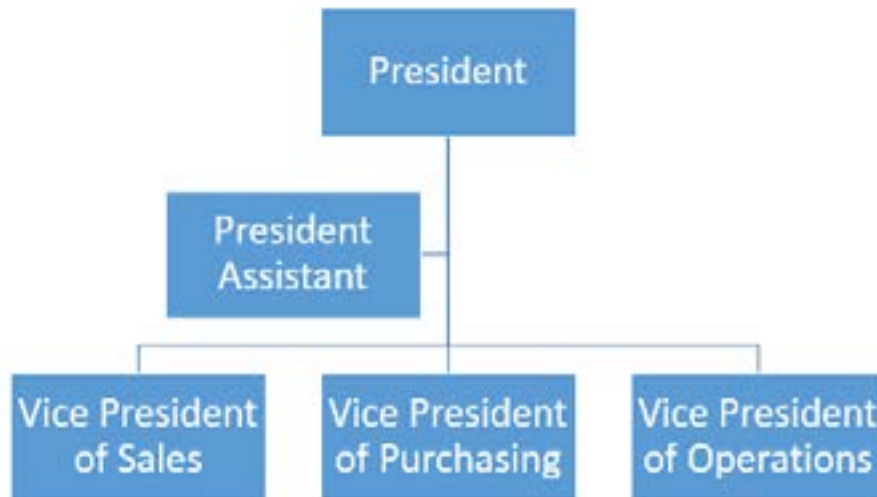 President
President
Assistant
Vice President
of Sales
Vice President
of Purchasing
Vice President
of Operations